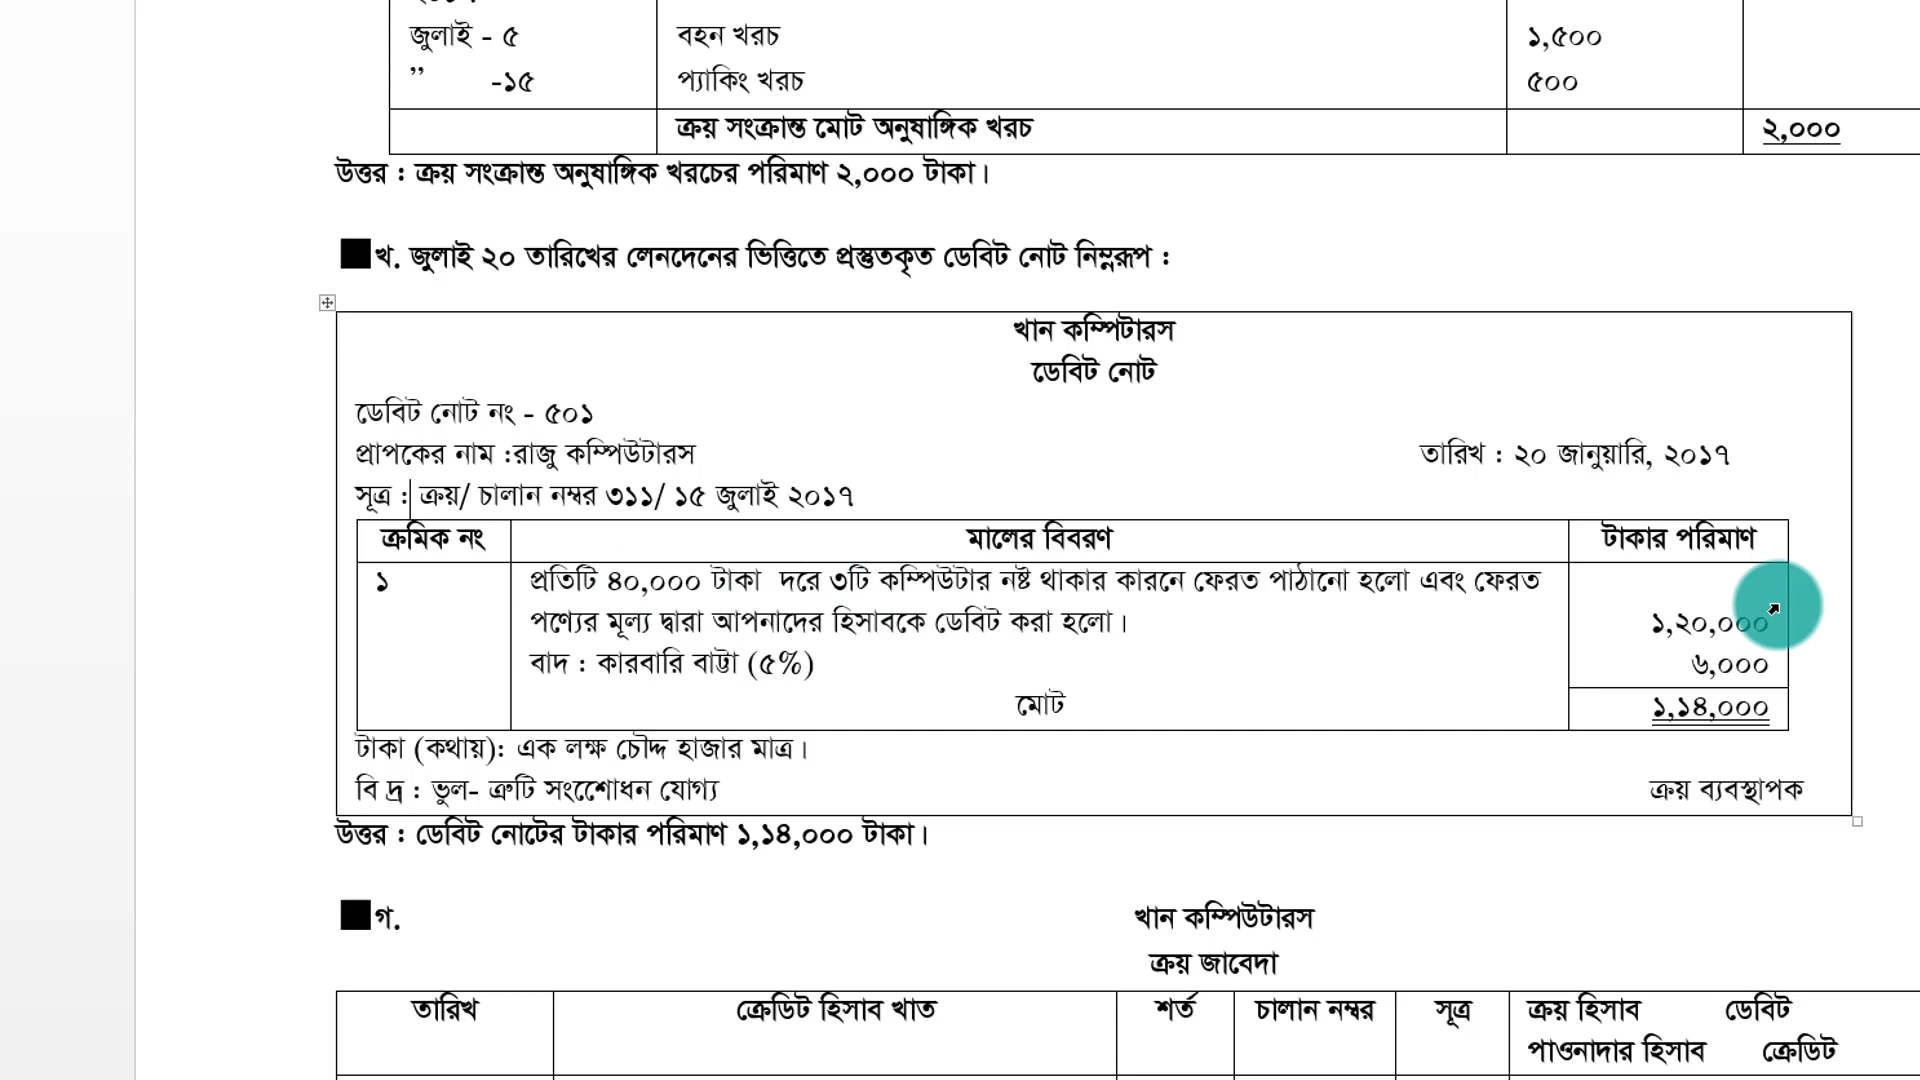 জুলাই - ৫ বহন খরচ ১,৫০০
” -১৫ প্যাকিং খরচ ৫০০
ক্রয় সংক্রান্ত মোট অনুষাঙ্গিক খরচ ২,০০০
উত্তর : ক্রয় সংক্রান্ত অনুষাঙ্গিক খরচের পরিমাণ ২,০০০ টাকা।
খ. জুলাই ২০ তারিখের লেনদেনের ভিত্তিতে প্রস্তুতকৃত ডেবিট নোট নিম্নরূপ :
খান কম্পিটারস
ডেবিট নোট
ডেবিট নোট নং - ৫০১
প্রাপকের নাম :রাজু কম্পিউটারস তারিখ : ২০ জানুয়ারি, ২০১৭
সূত্র : ক্রয়/ চালান নম্বর ৩১১/ ১৫ জুলাই ২০১৭
ক্রমিক নং মালের বিবরণ টাকার পরিমাণ
১ প্রতিটি ৪০,০০০ টাকা দরে ৩টি কম্পিউটার নষ্ট থাকার কারনে ফেরত পাঠানো হলো এবং ফেরত
পণ্যের মূল্য দ্বারা আপনাদের হিসাবকে ডেবিট করা হলো। ১,২০,০০০
বাদ : কারবারি বাট্টা (৫%) ৬,০০০
মোট ১,১৪,০০০
টাকা (কথায়): এক লক্ষ চৌদ্দ হাজার মাত্র।
বি দ্র : ভুল- ত্রুটি সংশোধন যোগ্য ক্রয় ব্যবস্থাপক
উত্তর : ডেবিট নোটের টাকার পরিমাণ ১,১৪,০০০ টাকা।
গ. খান কম্পিউটারস
ক্রয় জাবেদা
তারিখ ক্রেডিট হিসাব খাত শর্ত চালান নম্বর সূত্র ক্রয় হিসাব ডেবিট
পাওনাদার হিসাব ক্রেডিট